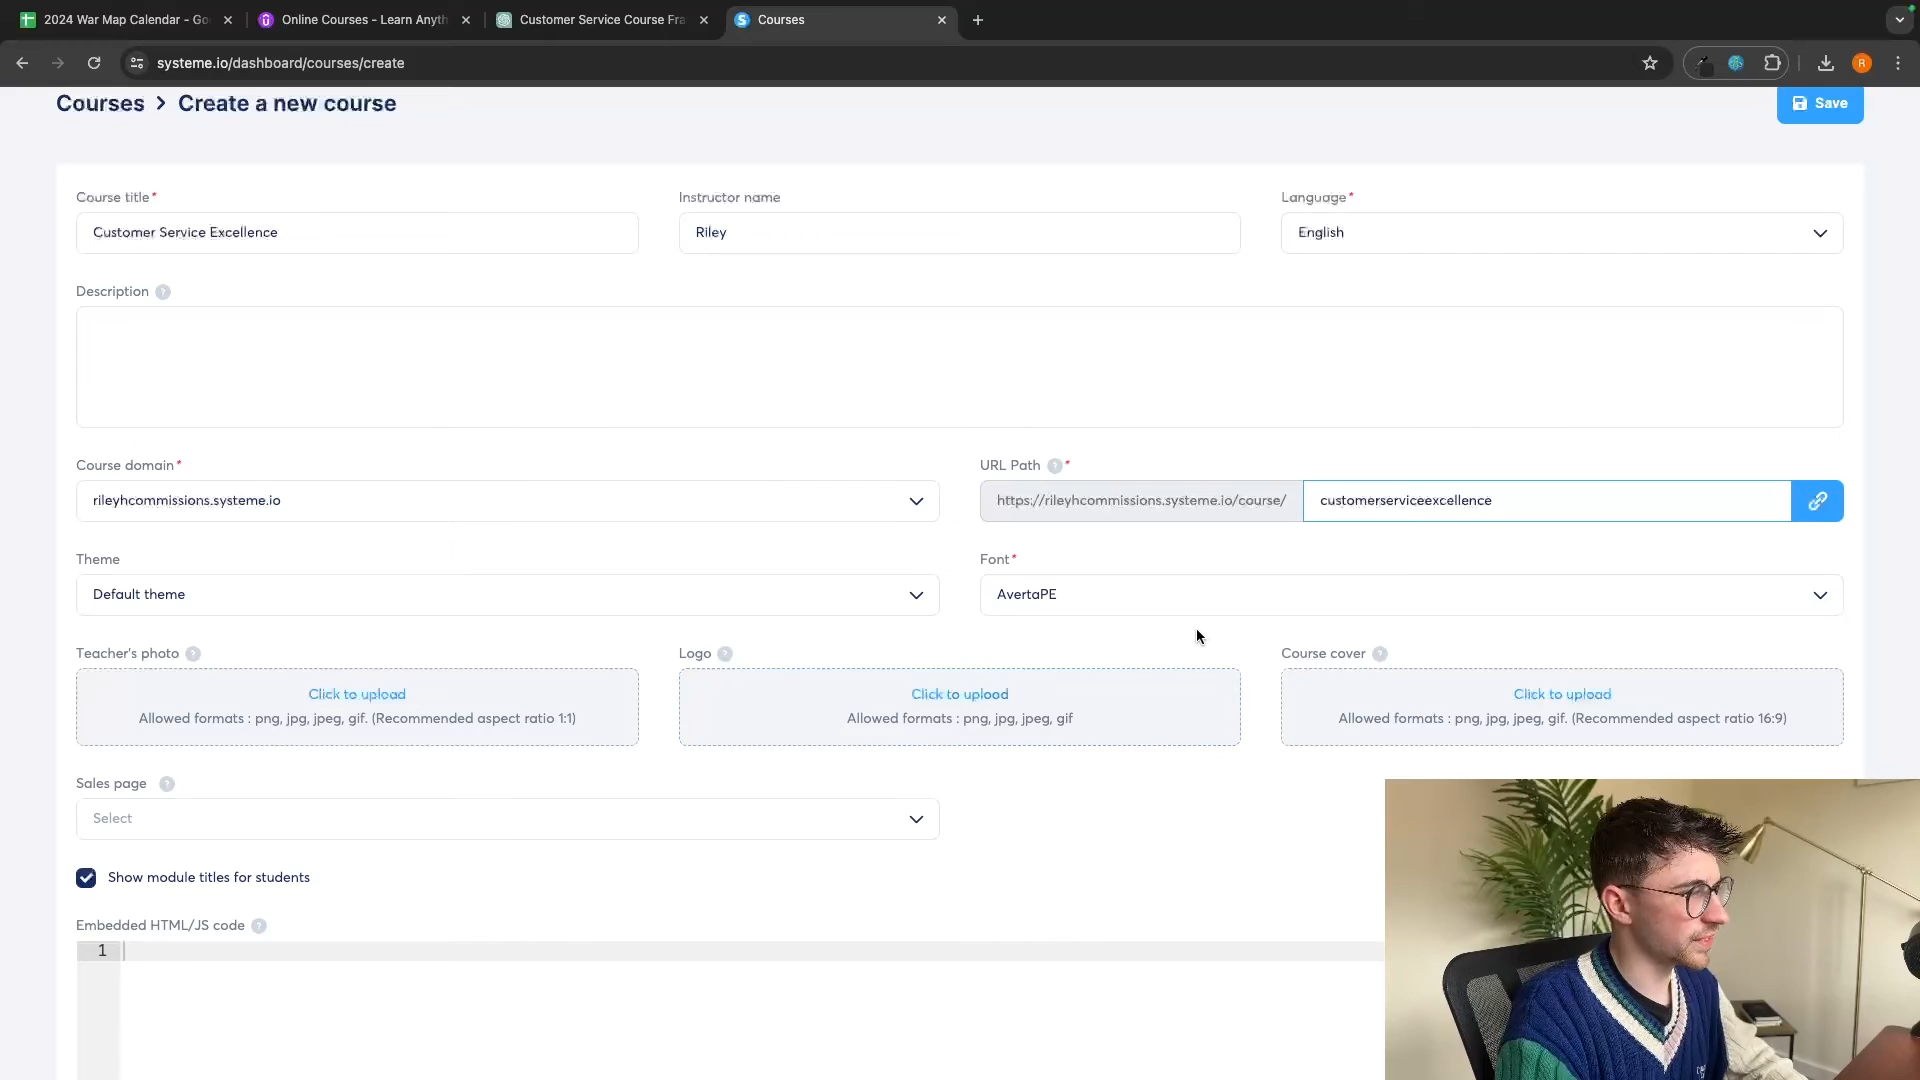 2024 War Map Calendar - Go
Online Courses - Learn Anyth
Customer Service Course Fra
Courses
systeme.io/dashboard/courses/create
R
Courses > Create a new course
Save
Course title*
Instructor name
Language*
Customer Service Excellence
Riley
English
Description ?
Course domain*
URL Path ?*
rileyhcommissions.systeme.io
https://rileyhcommissions.systeme.io/course/
customerserviceexcellence
Theme
Font*
Default theme
AvertaPE
Teacher's photo ?
Logo ?
Course cover ?
Click to upload
Click to upload
Click to upload
Allowed formats : png, jpg, jpeg, gif. (Recommended aspect ratio 1:1)
Allowed formats : png, jpg, jpeg, gif
Allowed formats : png, jpg, jpeg, gif. (Recommended aspect ratio 16:9)
Sales page ?
Select
Show module titles for students
Embedded HTML/JS code ?
1